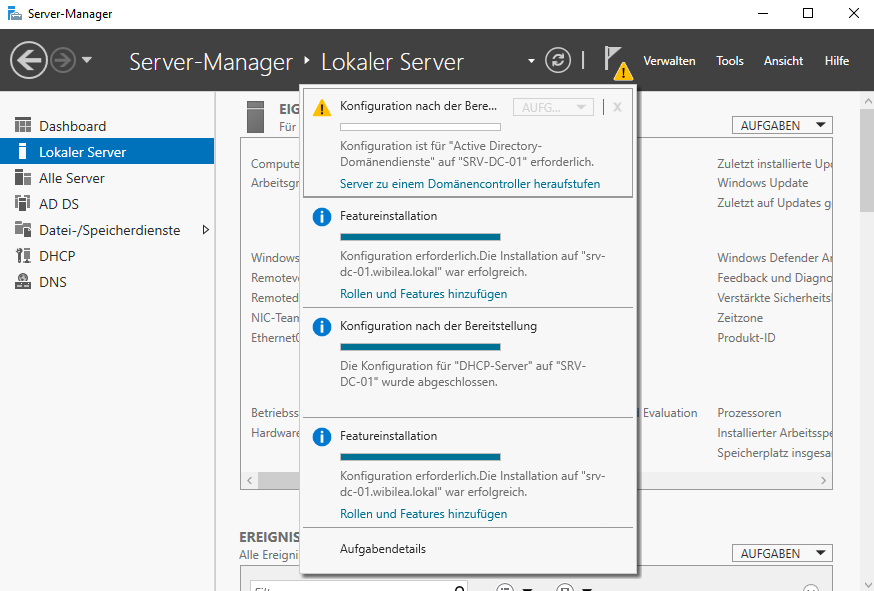 Server-Manager
Server-Manager ‣ Lokaler Server
Verwalten Tools Ansicht Hilfe
Dashboard
Lokaler Server
Alle Server
AD DS
Datei-/Speicherdienste
DHCP
DNS
EIG
Für
AUFGABEN
Compute
Arbeitsgr
Zuletzt installierte Upd
Windows Update
Zuletzt auf Updates g
Windows
Remotev
Remoted
NIC-Team
Ethernet0
Windows Defender An
Feedback und Diagno
Verstärkte Sicherheits
Zeitzone
Produkt-ID
Betriebss
Hardware
Evaluation
Prozessoren
Installierter Arbeitsspe
Speicherplatz insgesa
Konfiguration nach der Bere...
AUFG...
X
Konfiguration ist für "Active Directory-
Domänendienste" auf "SRV-DC-01" erforderlich.
Server zu einem Domänencontroller heraufstufen
Featureinstallation
Konfiguration erforderlich.Die Installation auf "srv-
dc-01.wibilea.lokal" war erfolgreich.
Rollen und Features hinzufügen
Konfiguration nach der Bereitstellung
Die Konfiguration für "DHCP-Server" auf "SRV-
DC-01" wurde abgeschlossen.
Featureinstallation
Konfiguration erforderlich.Die Installation auf "srv-
dc-01.wibilea.lokal" war erfolgreich.
Rollen und Features hinzufügen
Aufgabendetails
EREIGNIS
Alle Ereigni
AUFGABEN